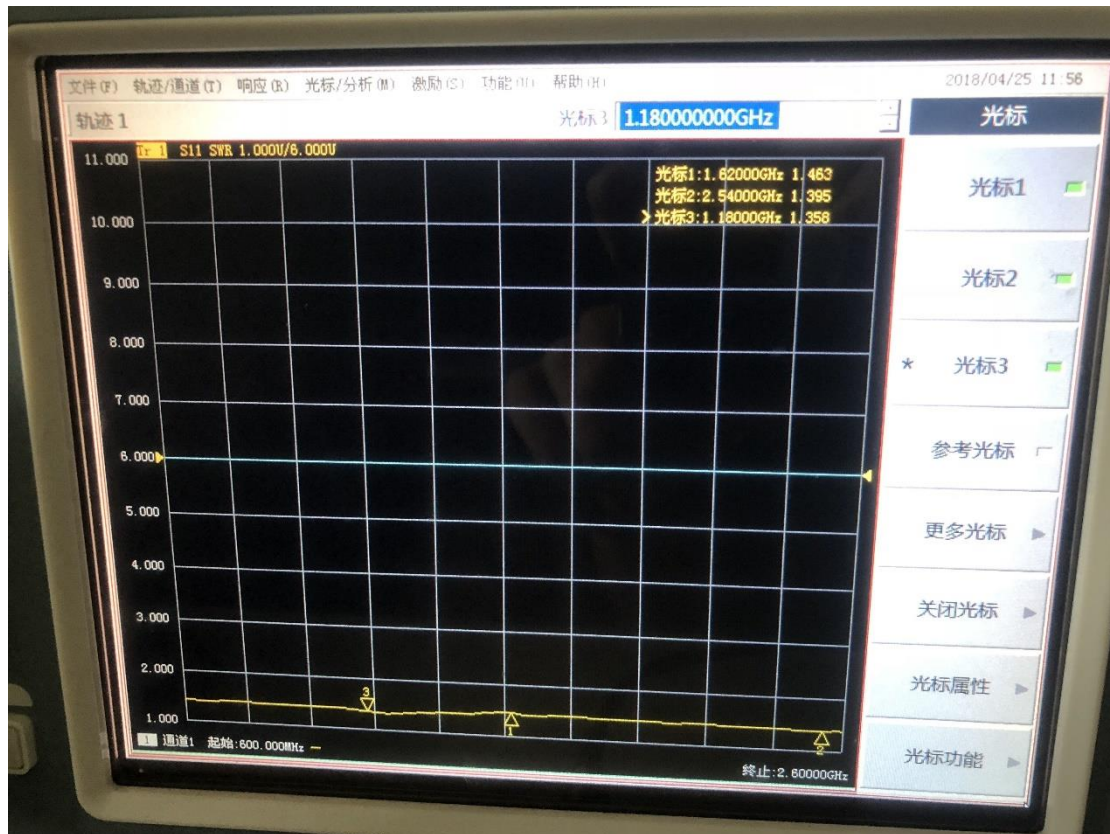 文件(F) 轨迹/通道(T) 响应(R) 光标/分析(M) 激励(S) 功能(U) 帮助(H) 2018/04/25 11:56
轨迹 1 光标3 1.180000000GHz 光标
Tr 1 S11 SWR 1.000U/6.000U
光标1:1.62000GHz 1.463
光标2:2.54000GHz 1.395
>光标3:1.18000GHz 1.358
11.000
10.000
9.000
8.000
7.000
6.000
5.000
4.000
3.000
2.000
1.000
3
1
2
1 通道1 起始:600.000MHz
终止:2.60000GHz
光标1
光标2
* 光标3
参考光标
更多光标
关闭光标
光标属性
光标功能